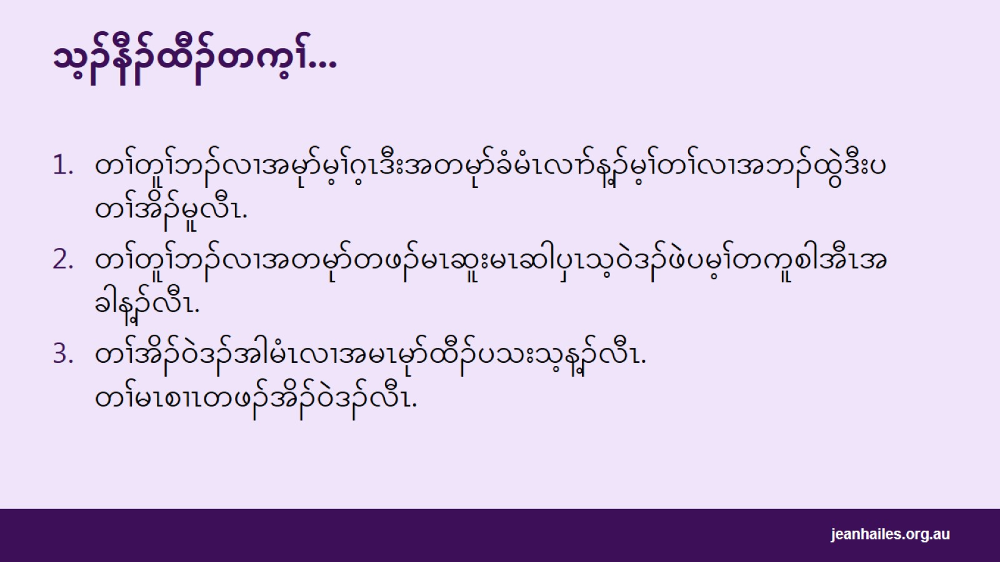 သ့ၣ်နီၣ်ထီၣ်တက့ၢ်...
1. တၢ်တူၢ်ဘၣ်လၢအမုာ်မ့ၢ်ဂ့ၤဒီးအတမုာ်ခံမံၤလၢာ်န့ၣ်မ့ၢ်တၢ်လၢအဘၣ်ထွဲဒီးပ
တၢ်အိၣ်မူလီၤ.
2. တၢ်တူၢ်ဘၣ်လၢအတမုာ်တဖၣ်မၤဆူးမၤဆါပှၤသ့ဝဲဒၣ်ဖဲပမ့ၢ်တကူစါအီၤအ
ခါန့ၣ်လီၤ.
3. တၢ်အိၣ်ဝဲဒၣ်အါမံၤလၢအမၤမုာ်ထီၣ်ပသးသ့န့ၣ်လီၤ.
တၢ်မၤစၢၤတဖၣ်အိၣ်ဝဲဒၣ်လီၤ.
jeanhailes.org.au